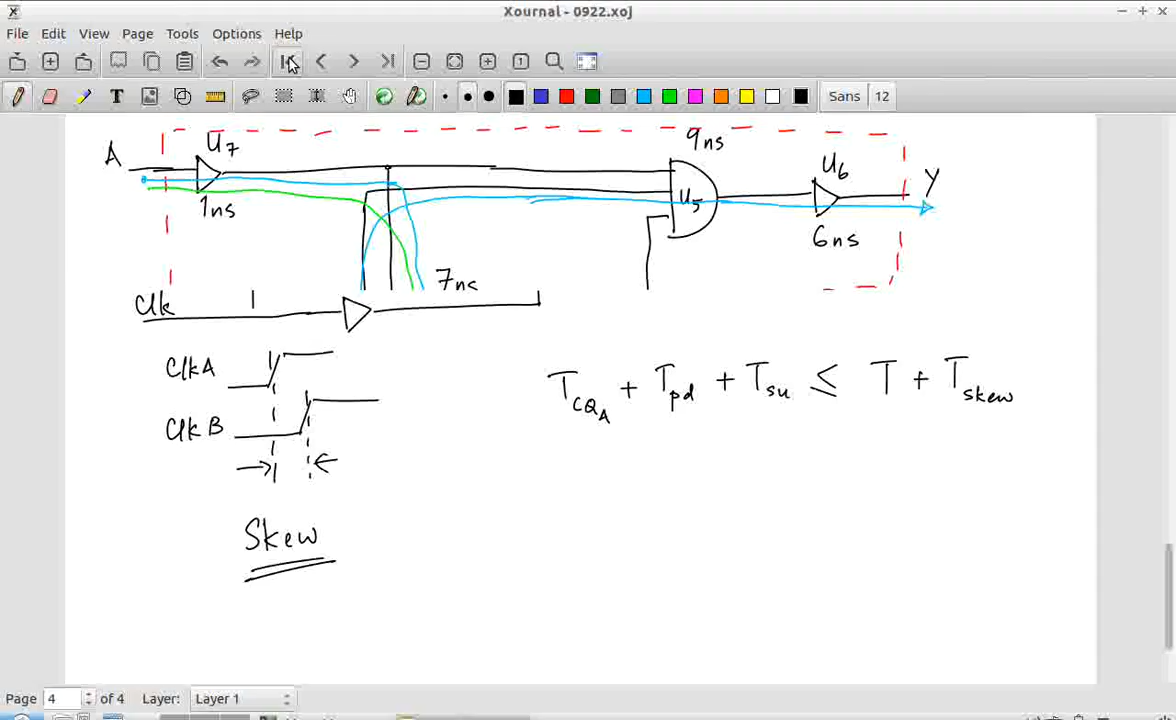 Xournal - 0922.xoj
File Edit View Page Tools Options Help
Sans 12
A U7 9ns U6 Y
1ns U5 6ns
7ns
Clk
ClkA
ClkB
T_CQA + T_pd + T_su ≤ T + T_skew
Skew
Page 4 of 4 Layer: Layer 1